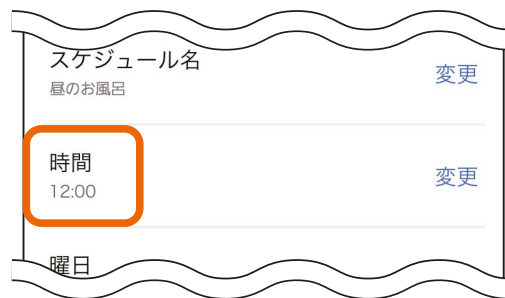 スケジュール名
変更
昼のお風呂
時間
変更
12:00
曜日